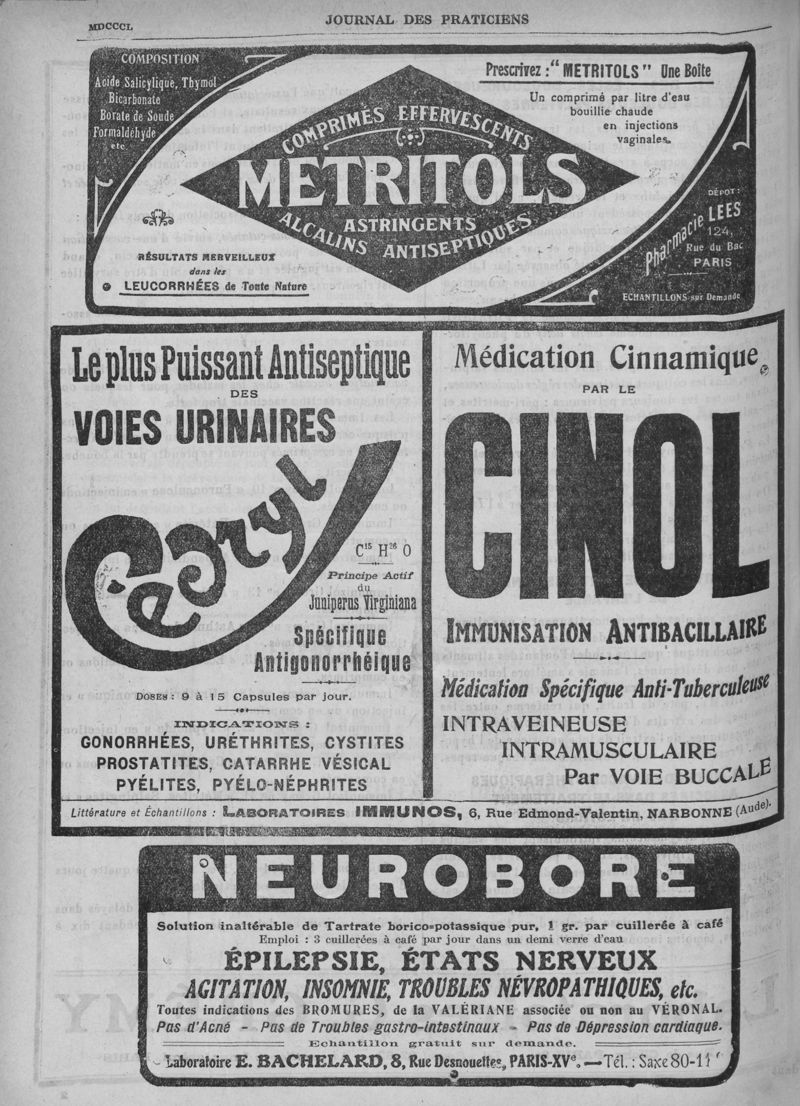 MDCCCL
JOURNAL DES PRATICIENS
COMPOSITION
Acide Salicylique, Thymol
Bicarbonate
Borate de Soude
Formaldéhyde
etc
Prescrivez : " METRITOLS " Une Boîte
Un comprimé par litre d'eau
bouillie chaude
en injections
vaginales.
COMPRIMÉS EFFERVESCENTS
METRITOLS
ASTRINGENTS
ALCALINS ANTISEPTIQUES
RÉSULTATS MERVEILLEUX
dans les
LEUCORRHÉES de Toute Nature
DÉPOT :
Pharmacie LEES
124,
Rue du Bac
PARIS
ECHANTILLONS sur Demande
Le plus Puissant Antiseptique
DES
VOIES URINAIRES
Cédryl
C15 H26 O
Principe Actif
du
Juniperus Virginiana
Spécifique
Antigonorrhéique
DOSES : 9 à 15 Capsules par jour.
INDICATIONS :
GONORRHÉES, URÉTHRITES, CYSTITES
PROSTATITES, CATARRHE VÉSICAL
PYÉLITES, PYÉLO-NÉPHRITES
Médication Cinnamique
PAR LE
CINOL
IMMUNISATION ANTIBACILLAIRE
Médication Spécifique Anti-Tuberculeuse
INTRAVEINEUSE
INTRAMUSCULAIRE
Par VOIE BUCCALE
Littérature et Échantillons : LABORATOIRES IMMUNOS, 6, Rue Edmond-Valentin, NARBONNE (Aude).
NEUROBORE
Solution inaltérable de Tartrate borico-potassique pur, 1 gr. par cuillerée à café
Emploi : 3 cuillerées à café par jour dans un demi verre d'eau
ÉPILEPSIE, ÉTATS NERVEUX
AGITATION, INSOMNIE, TROUBLES NÉVROPATHIQUES, etc.
Toutes indications des BROMURES, de la VALÉRIANE associée ou non au VÉRONAL.
Pas d'Acné - Pas de Troubles gastro-intestinaux - Pas de Dépression cardiaque.
Echantillon gratuit sur demande.
Laboratoire E. BACHELARD, 8, Rue Desnouettes, PARIS-XVe. — Tél. : Saxe 80-11